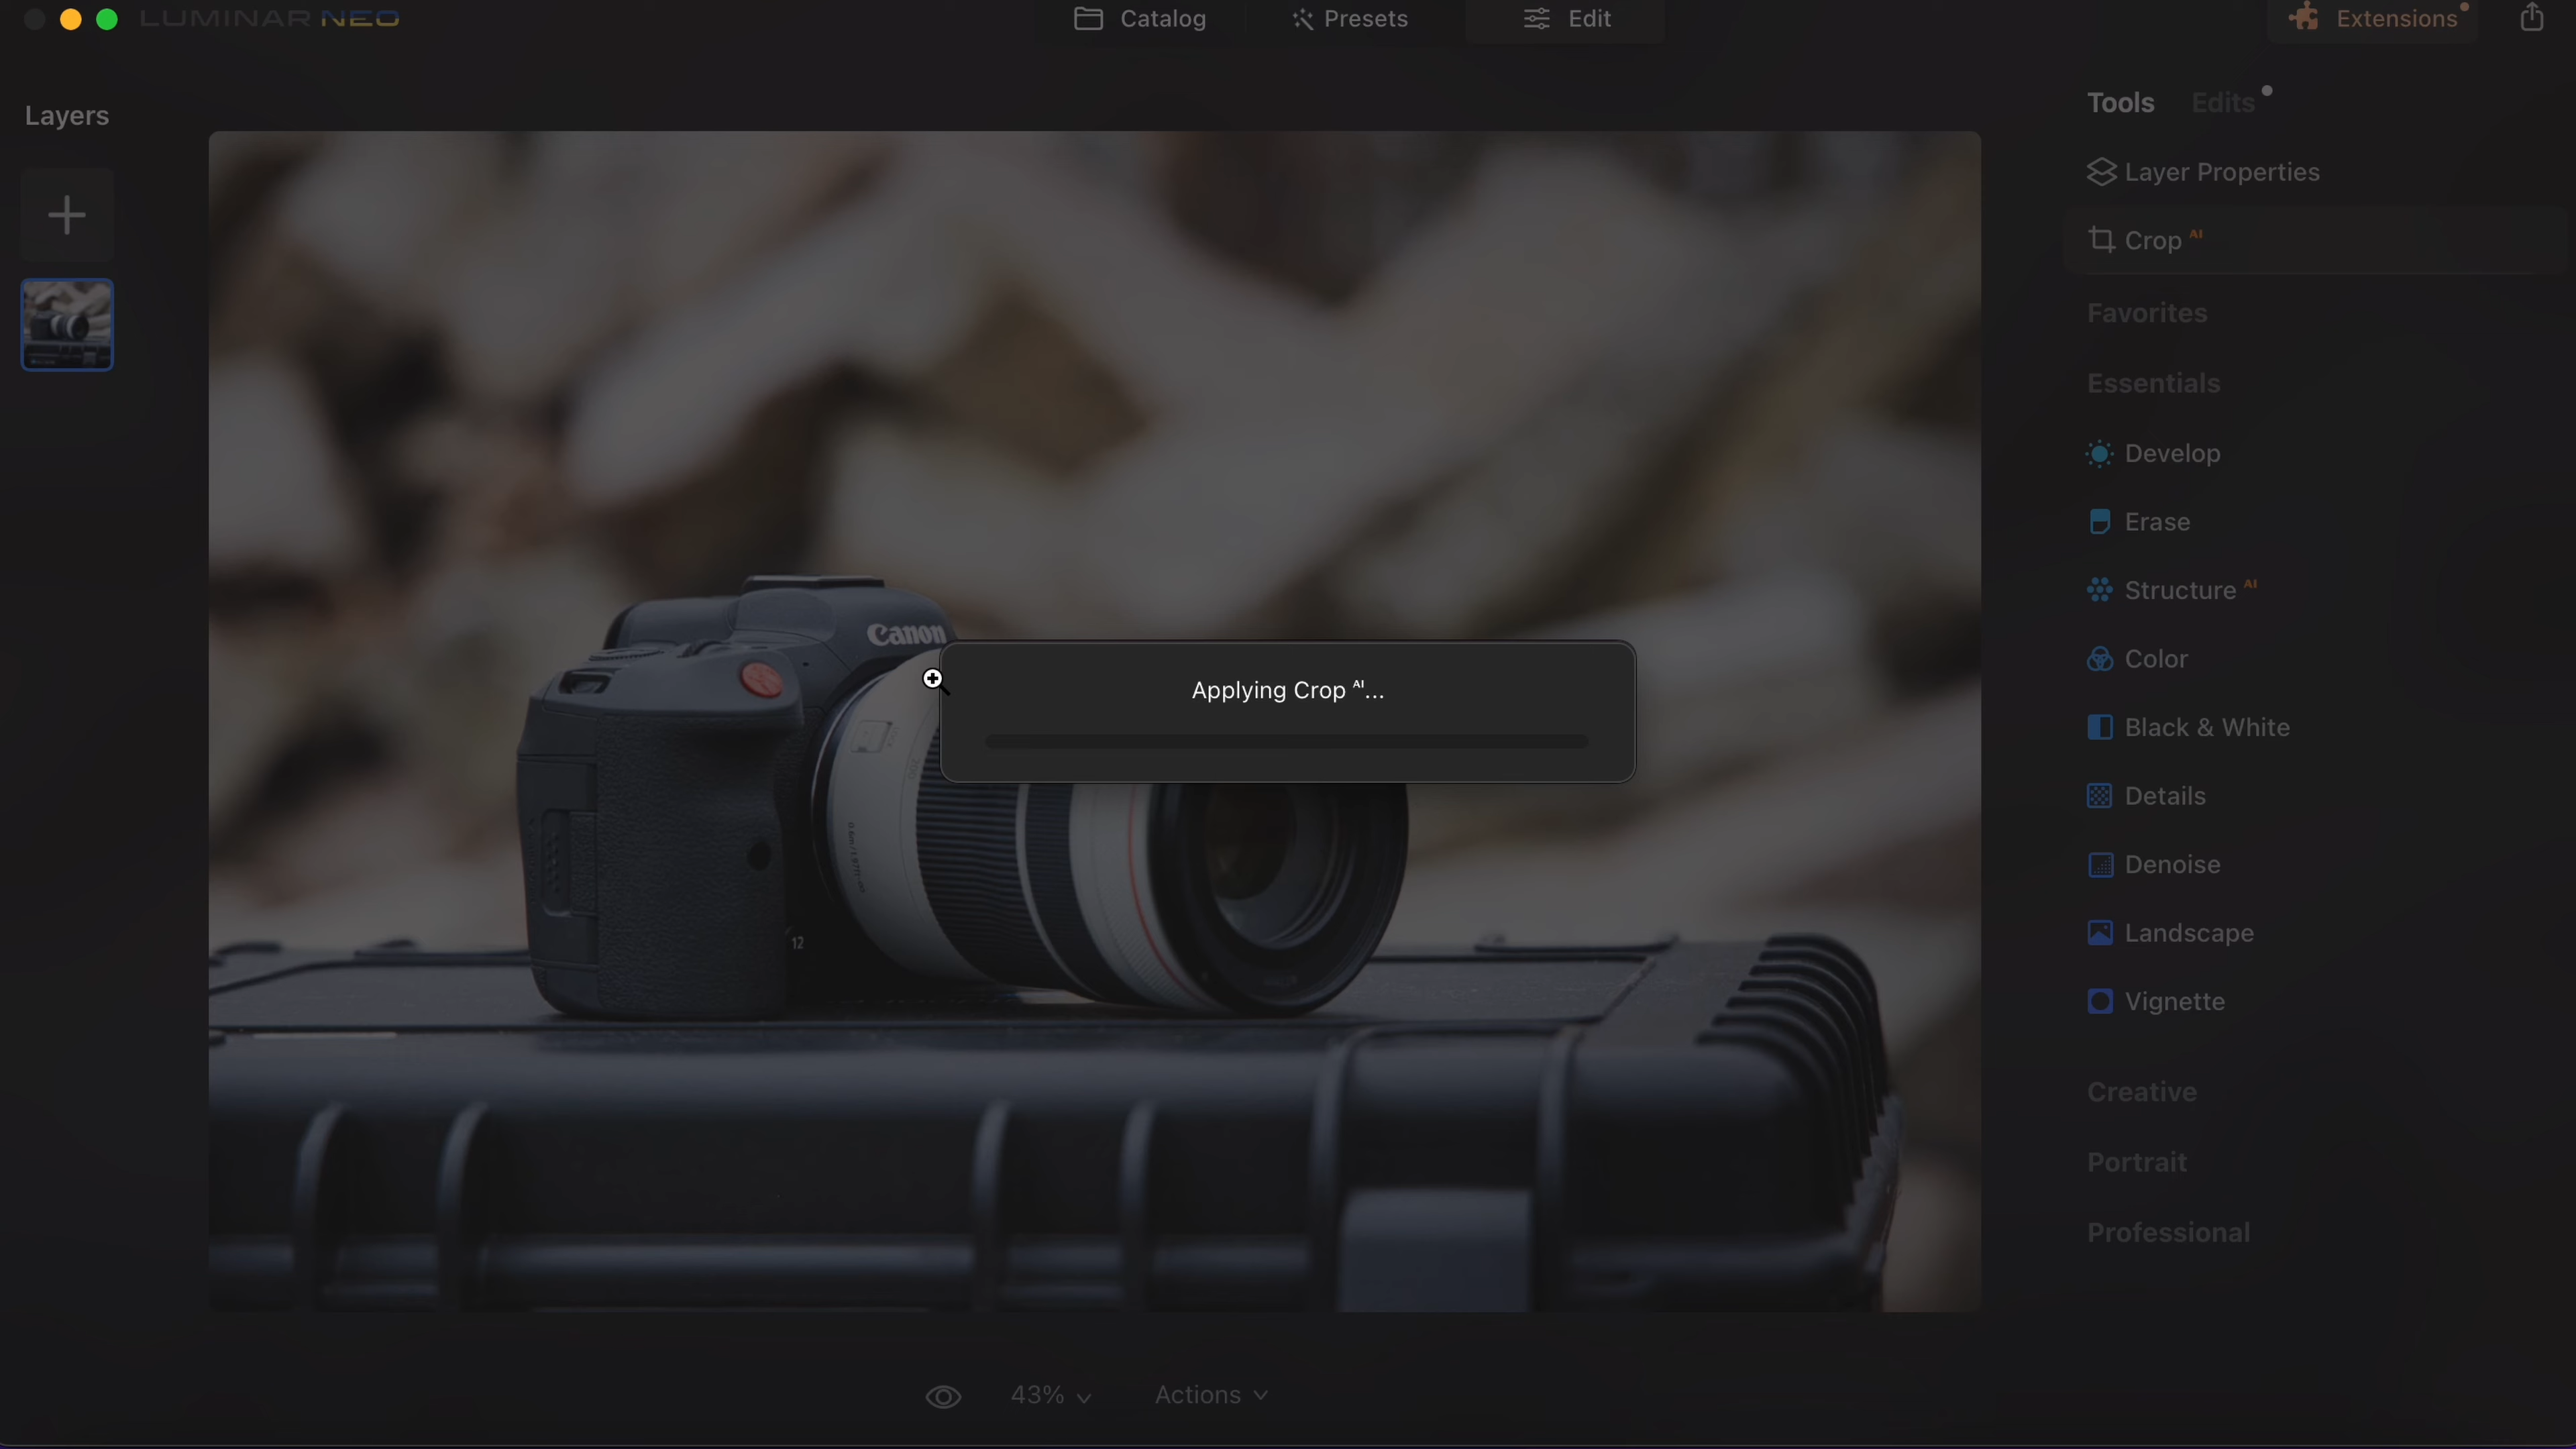 LUMINAR NEO
Catalog
Presets
Edit
Extensions
Layers
Tools
Edits
Layer Properties
Crop AI
Favorites
Essentials
Develop
Erase
Structure AI
Color
Black & White
Details
Denoise
Landscape
Vignette
Creative
Portrait
Professional
Canon
Applying Crop AI...
12
43%
Actions